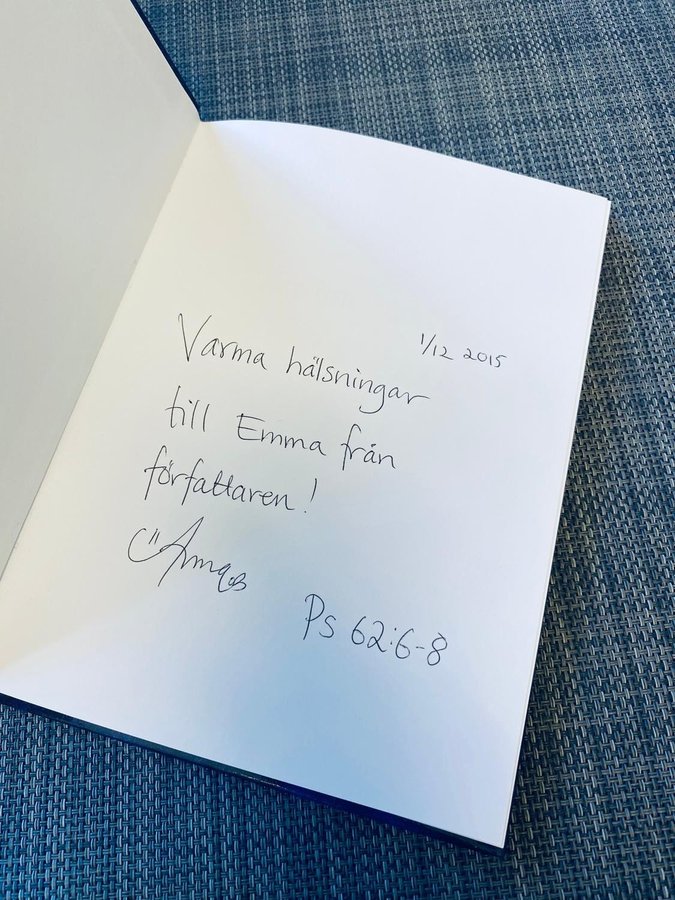 1/12 2015
Varma hälsningar
till Emma från
författaren!
Ps 62:6-8